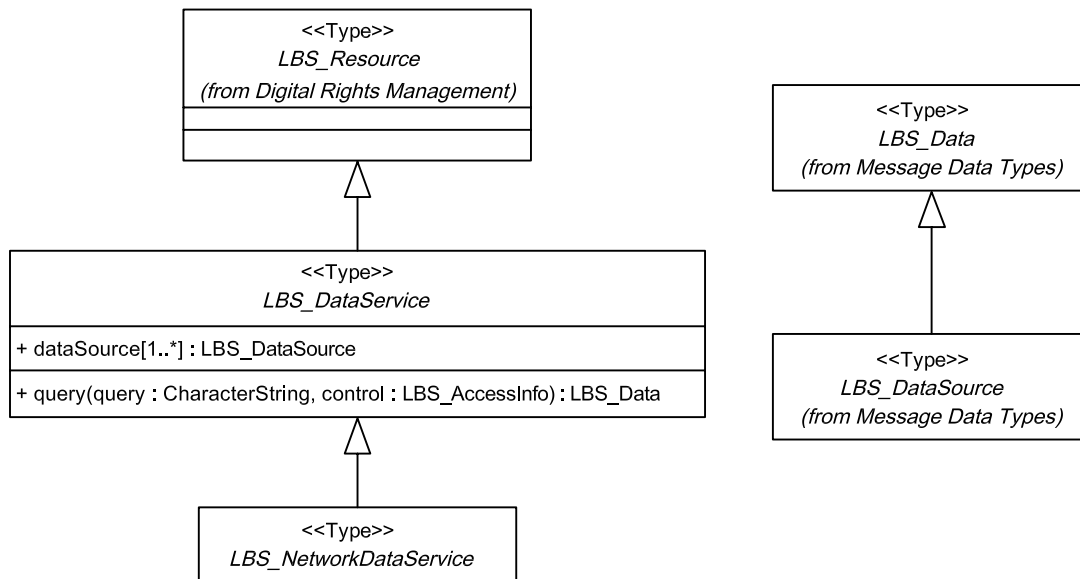 <<Type>>
LBS_Resource
(from Digital Rights Management)
<<Type>>
LBS_DataService
+ dataSource[1..*] : LBS_DataSource
+ query(query : CharacterString, control : LBS_AccessInfo) : LBS_Data
<<Type>>
LBS_NetworkDataService
<<Type>>
LBS_Data
(from Message Data Types)
<<Type>>
LBS_DataSource
(from Message Data Types)